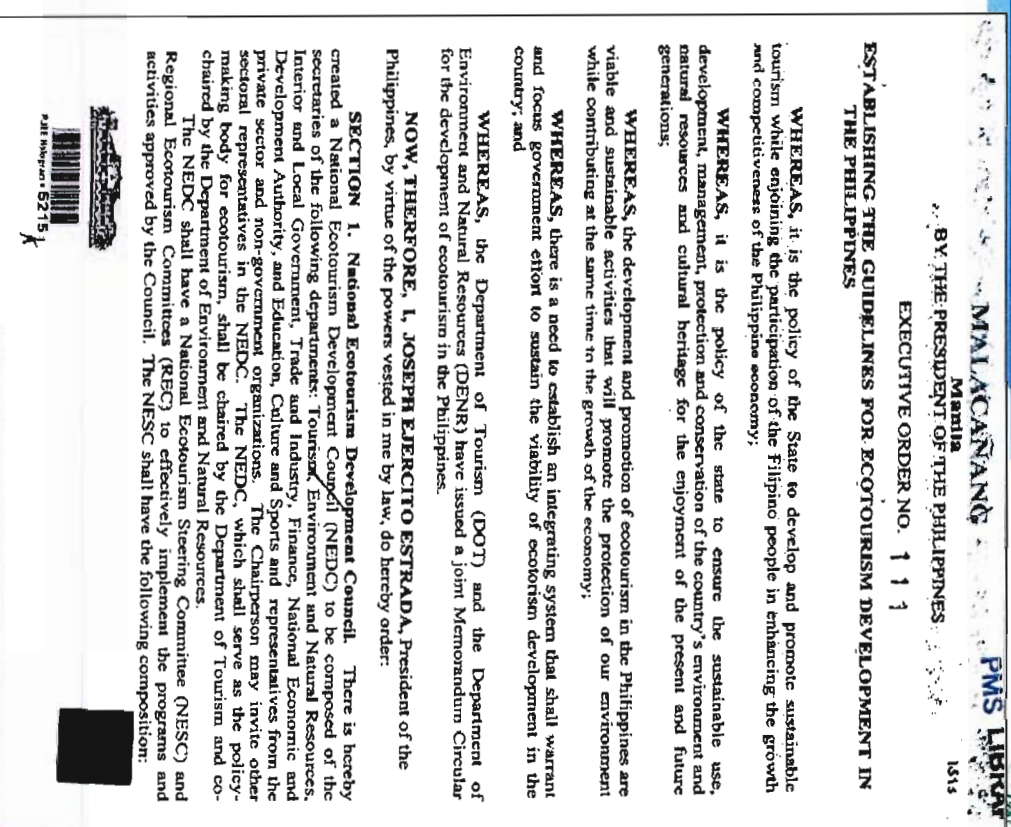 PMS LIBRAR
1515
MALACAÑANG
Manila
BY THE PRESIDENT OF THE PHILIPPINES
EXECUTIVE ORDER NO. 111
ESTABLISHING THE GUIDELINES FOR ECOTOURISM DEVELOPMENT IN
THE PHILIPPINES
WHEREAS, it is the policy of the State to develop and promote sustainable
tourism while enjoining the participation of the Filipino people in enhancing the growth
and competitiveness of the Philippine economy;
WHEREAS, it is the policy of the state to ensure the sustainable use,
development, management, protection and conservation of the country's environment and
natural resources and cultural heritage for the enjoyment of the present and future
generations;
WHEREAS, the development and promotion of ecotourism in the Philippines are
viable and sustainable activities that will promote the protection of our environment
while contributing at the same time to the growth of the economy;
WHEREAS, there is a need to establish an integrating system that shall warrant
and focus government effort to sustain the viability of ecotorism development in the
country; and
WHEREAS, the Department of Tourism (DOT) and the Department of
Environment and Natural Resources (DENR) have issued a joint Memorandum Circular
for the development of ecotourism in the Philippines.
NOW, THERFORE, I, JOSEPH EJERCITO ESTRADA, President of the
Philippines, by virtue of the powers vested in me by law, do hereby order:
SECTION 1. National Ecotourism Development Council. There is hereby
created a National Ecotourism Development Council (NEDC) to be composed of the
secretaries of the following departments: Tourism, Environment and Natural Resources,
Interior and Local Government, Trade and Industry, Finance, National Economic and
Development Authority, and Education, Culture and Sports and representatives from the
private sector and non-government organizations. The Chairperson may invite other
sectoral representatives in the NEDC. The NEDC, which shall serve as the policy-
making body for ecotourism, shall be chaired by the Department of Tourism and co-
chaired by the Department of Environment and Natural Resources.
The NEDC shall have a National Ecotourism Steering Committee (NESC) and
Regional Ecotourism Committees (REC) to effectively implement the programs and
activities approved by the Council. The NESC shall have the following composition:
PMS
Hologram # 52151